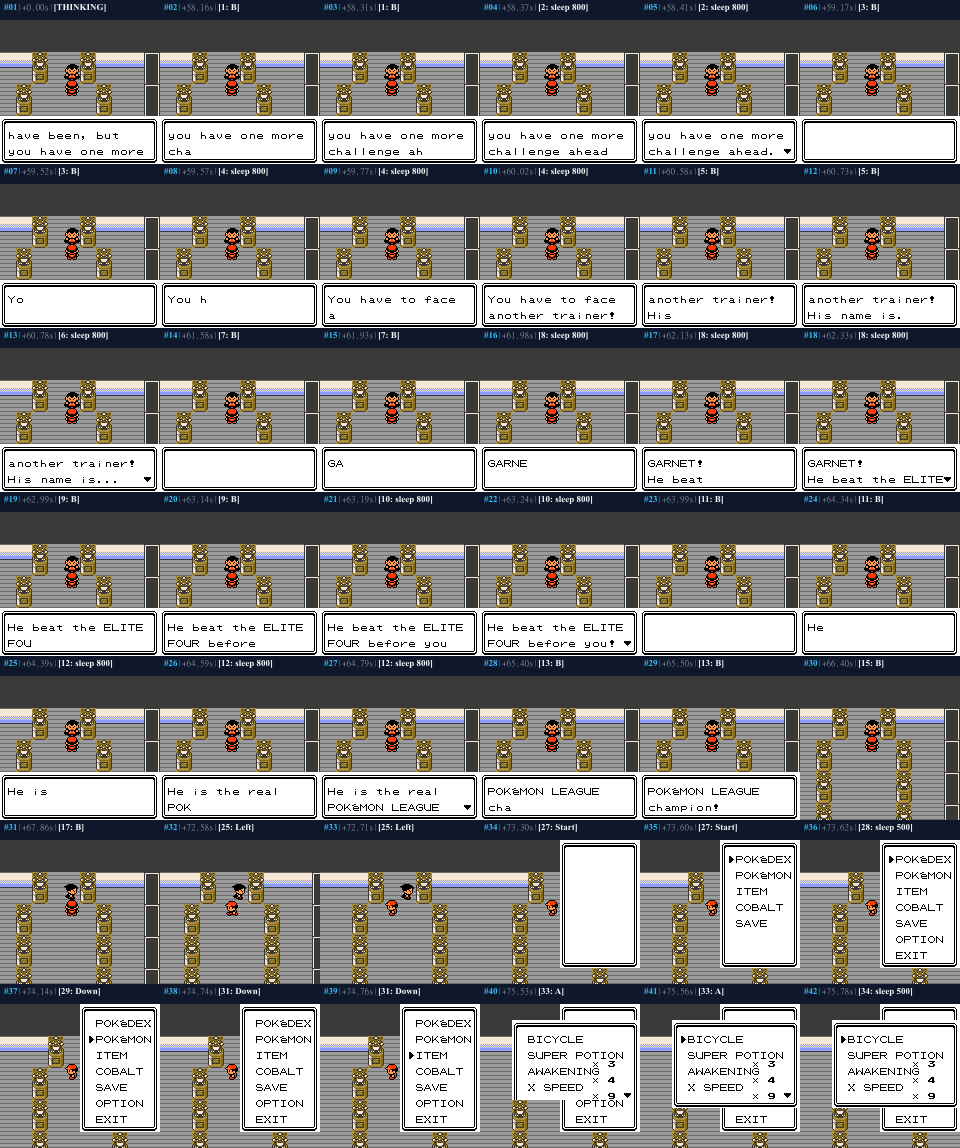 #01|+0.00s|[THINKING]
#02|+58.16s|[1: B]
#03|+58.31s|[1: B]
#04|+58.37s|[2: sleep 800]
#05|+58.41s|[2: sleep 800]
#06|+59.17s|[3: B]
have been, but
you have one more
you have one more
cha
you have one more
challenge ah
you have one more
challenge ahead
you have one more
challenge ahead.
#07|+59.52s|[3: B]
#08|+59.57s|[4: sleep 800]
#09|+59.77s|[4: sleep 800]
#10|+60.02s|[4: sleep 800]
#11|+60.58s|[5: B]
#12|+60.73s|[5: B]
Yo
You h
You have to face
a
You have to face
another trainer!
another trainer!
His
another trainer!
His name is.
#13|+60.78s|[6: sleep 800]
#14|+61.58s|[7: B]
#15|+61.93s|[7: B]
#16|+61.98s|[8: sleep 800]
#17|+62.13s|[8: sleep 800]
#18|+62.33s|[8: sleep 800]
another trainer!
His name is...
GA
GARNE
GARNET!
He beat
GARNET!
He beat the ELITE
#19|+62.99s|[9: B]
#20|+63.14s|[9: B]
#21|+63.19s|[10: sleep 800]
#22|+63.24s|[10: sleep 800]
#23|+63.99s|[11: B]
#24|+64.34s|[11: B]
He beat the ELITE
FOU
He beat the ELITE
FOUR before
He beat the ELITE
FOUR before you
He beat the ELITE
FOUR before you!
He
#25|+64.39s|[12: sleep 800]
#26|+64.59s|[12: sleep 800]
#27|+64.79s|[12: sleep 800]
#28|+65.40s|[13: B]
#29|+65.50s|[13: B]
#30|+66.40s|[15: B]
He is
He is the real
POK
He is the real
POKéMON LEAGUE
POKéMON LEAGUE
cha
POKéMON LEAGUE
champion!
#31|+67.86s|[17: B]
#32|+72.58s|[25: Left]
#33|+72.71s|[25: Left]
#34|+73.30s|[27: Start]
#35|+73.60s|[27: Start]
#36|+73.62s|[28: sleep 500]
POKéDEX
POKéMON
ITEM
COBALT
SAVE
POKéDEX
POKéMON
ITEM
COBALT
SAVE
OPTION
EXIT
#37|+74.14s|[29: Down]
#38|+74.74s|[31: Down]
#39|+74.76s|[31: Down]
#40|+75.53s|[33: A]
#41|+75.56s|[33: A]
#42|+75.78s|[34: sleep 500]
POKéDEX
POKéMON
ITEM
COBALT
SAVE
OPTION
EXIT
POKéDEX
POKéMON
ITEM
COBALT
SAVE
OPTION
EXIT
POKéDEX
POKéMON
ITEM
COBALT
SAVE
OPTION
EXIT
BICYCLE
SUPER POTION
× 3
AWAKENING
× 4
X SPEED
× 9
OPTION
EXIT
BICYCLE
SUPER POTION
× 3
AWAKENING
× 4
X SPEED
× 9
EXIT
BICYCLE
SUPER POTION
× 3
AWAKENING
× 4
X SPEED
× 9
EXIT